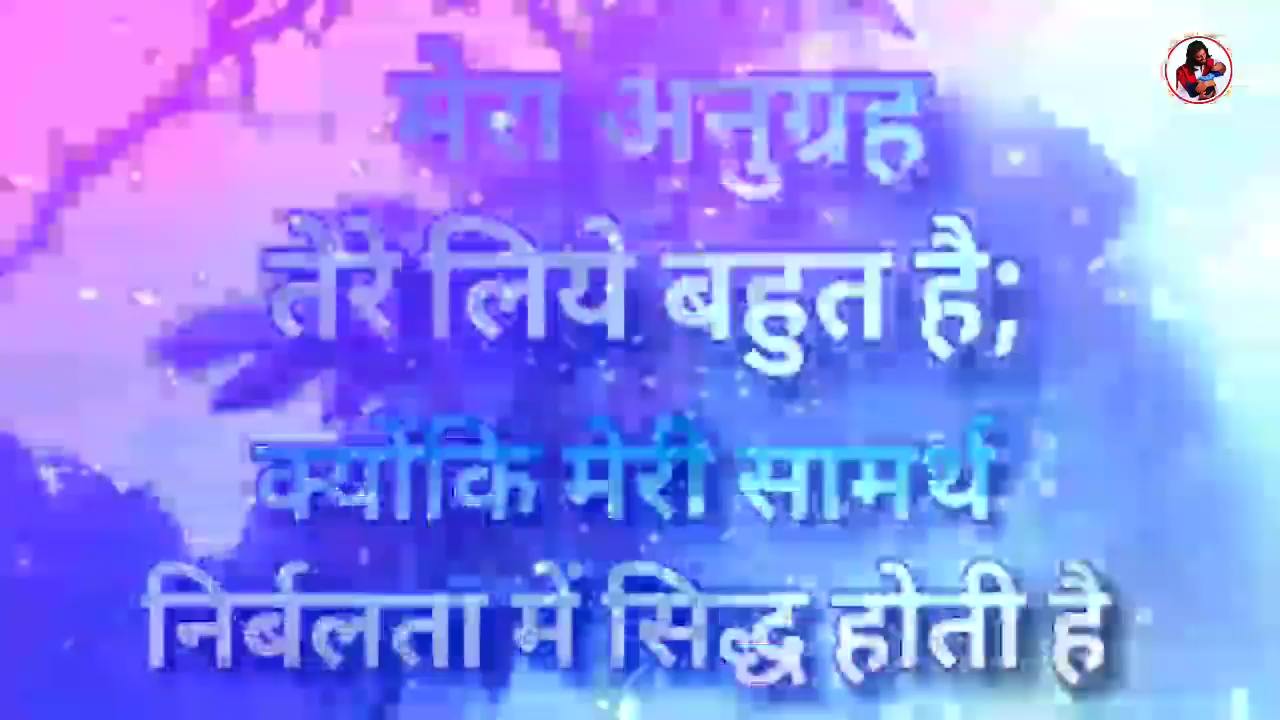 मेरा अनुग्रह
तेरे लिये बहुत है;
क्योंकि मेरी सामर्थ
निर्बलता में सिद्ध होती है